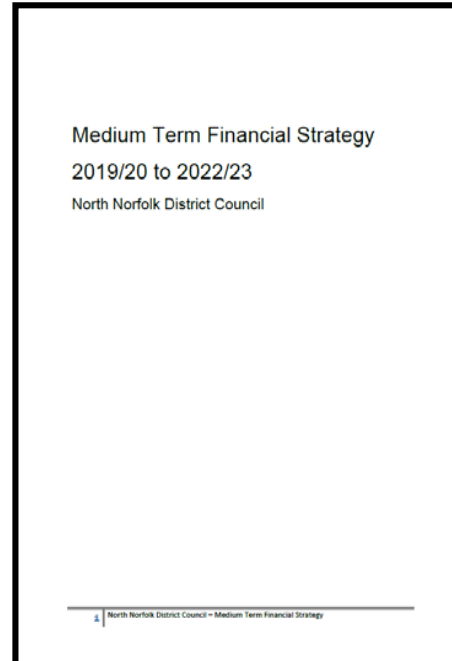 Medium Term Financial Strategy
2019/20 to 2022/23
North Norfolk District Council
1 North Norfolk District Council – Medium Term Financial Strategy